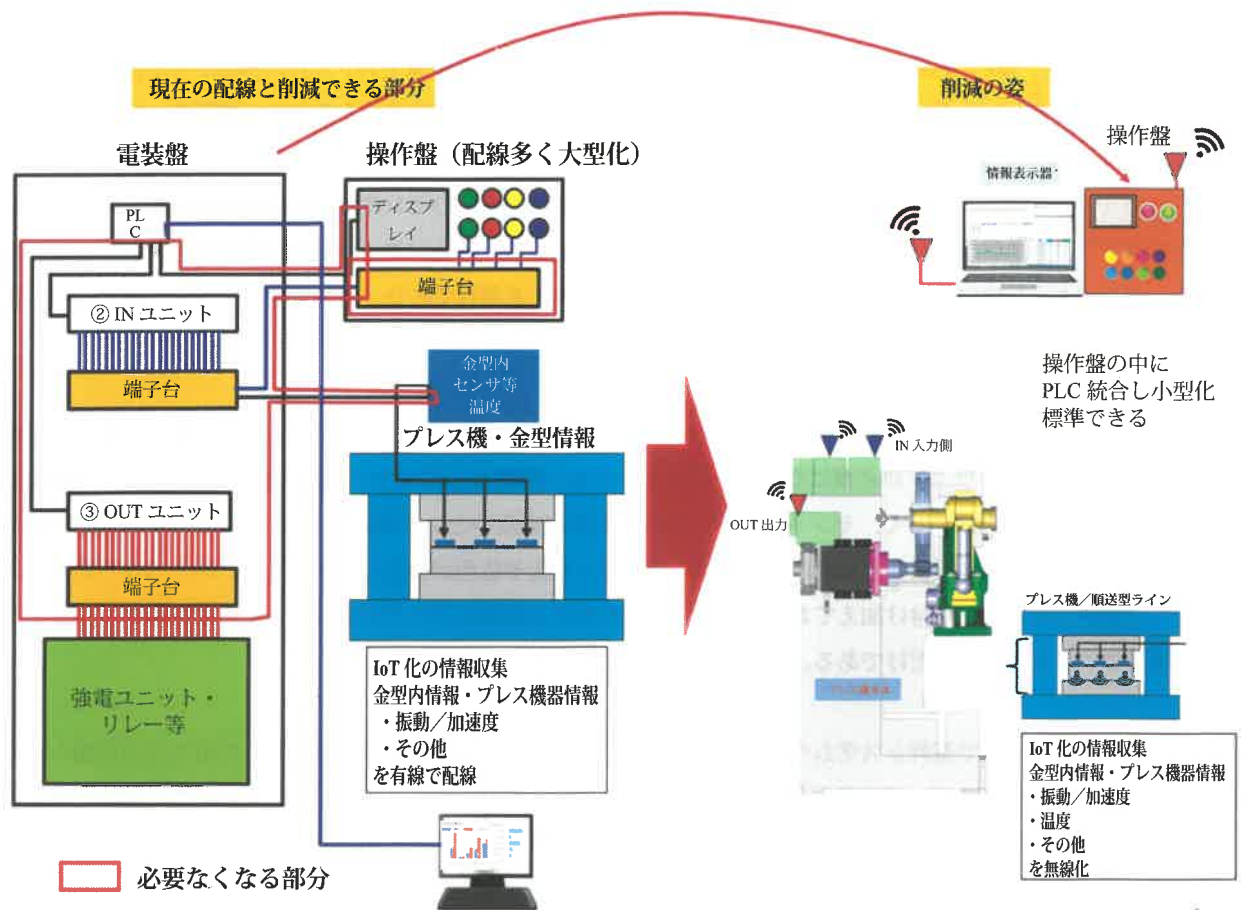 現在の配線と削減できる部分
削減の姿
電装盤
操作盤（配線多く大型化）
PL
C
ディスプ
レイ
端子台
② IN ユニット
端子台
③ OUT ユニット
端子台
強電ユニット・
リレー等
金型内
センサ等
温度
プレス機・金型情報
IoT 化の情報収集
金型内情報・プレス機器情報
・振動／加速度
・その他
を有線で配線
必要なくなる部分
操作盤
情報表示器
操作盤の中に
PLC 統合し小型化
標準できる
IN 入力側
OUT 出力
プレス機／順送型ライン
IoT 化の情報収集
金型内情報・プレス機器情報
・振動／加速度
・温度
・その他
を無線化